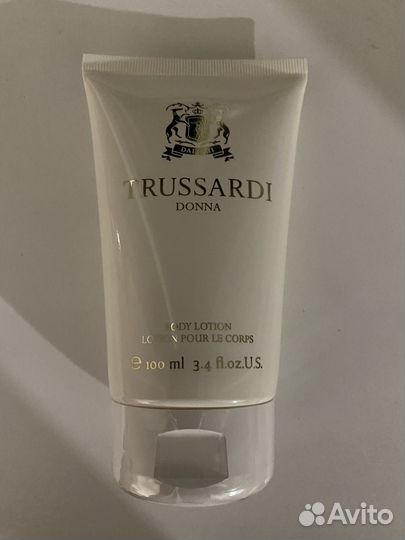 TRUSSARDI
DONNA
BODY LOTION
LOTION POUR LE CORPS
℮ 100 ml 3.4 fl.oz.U.S.
Avito